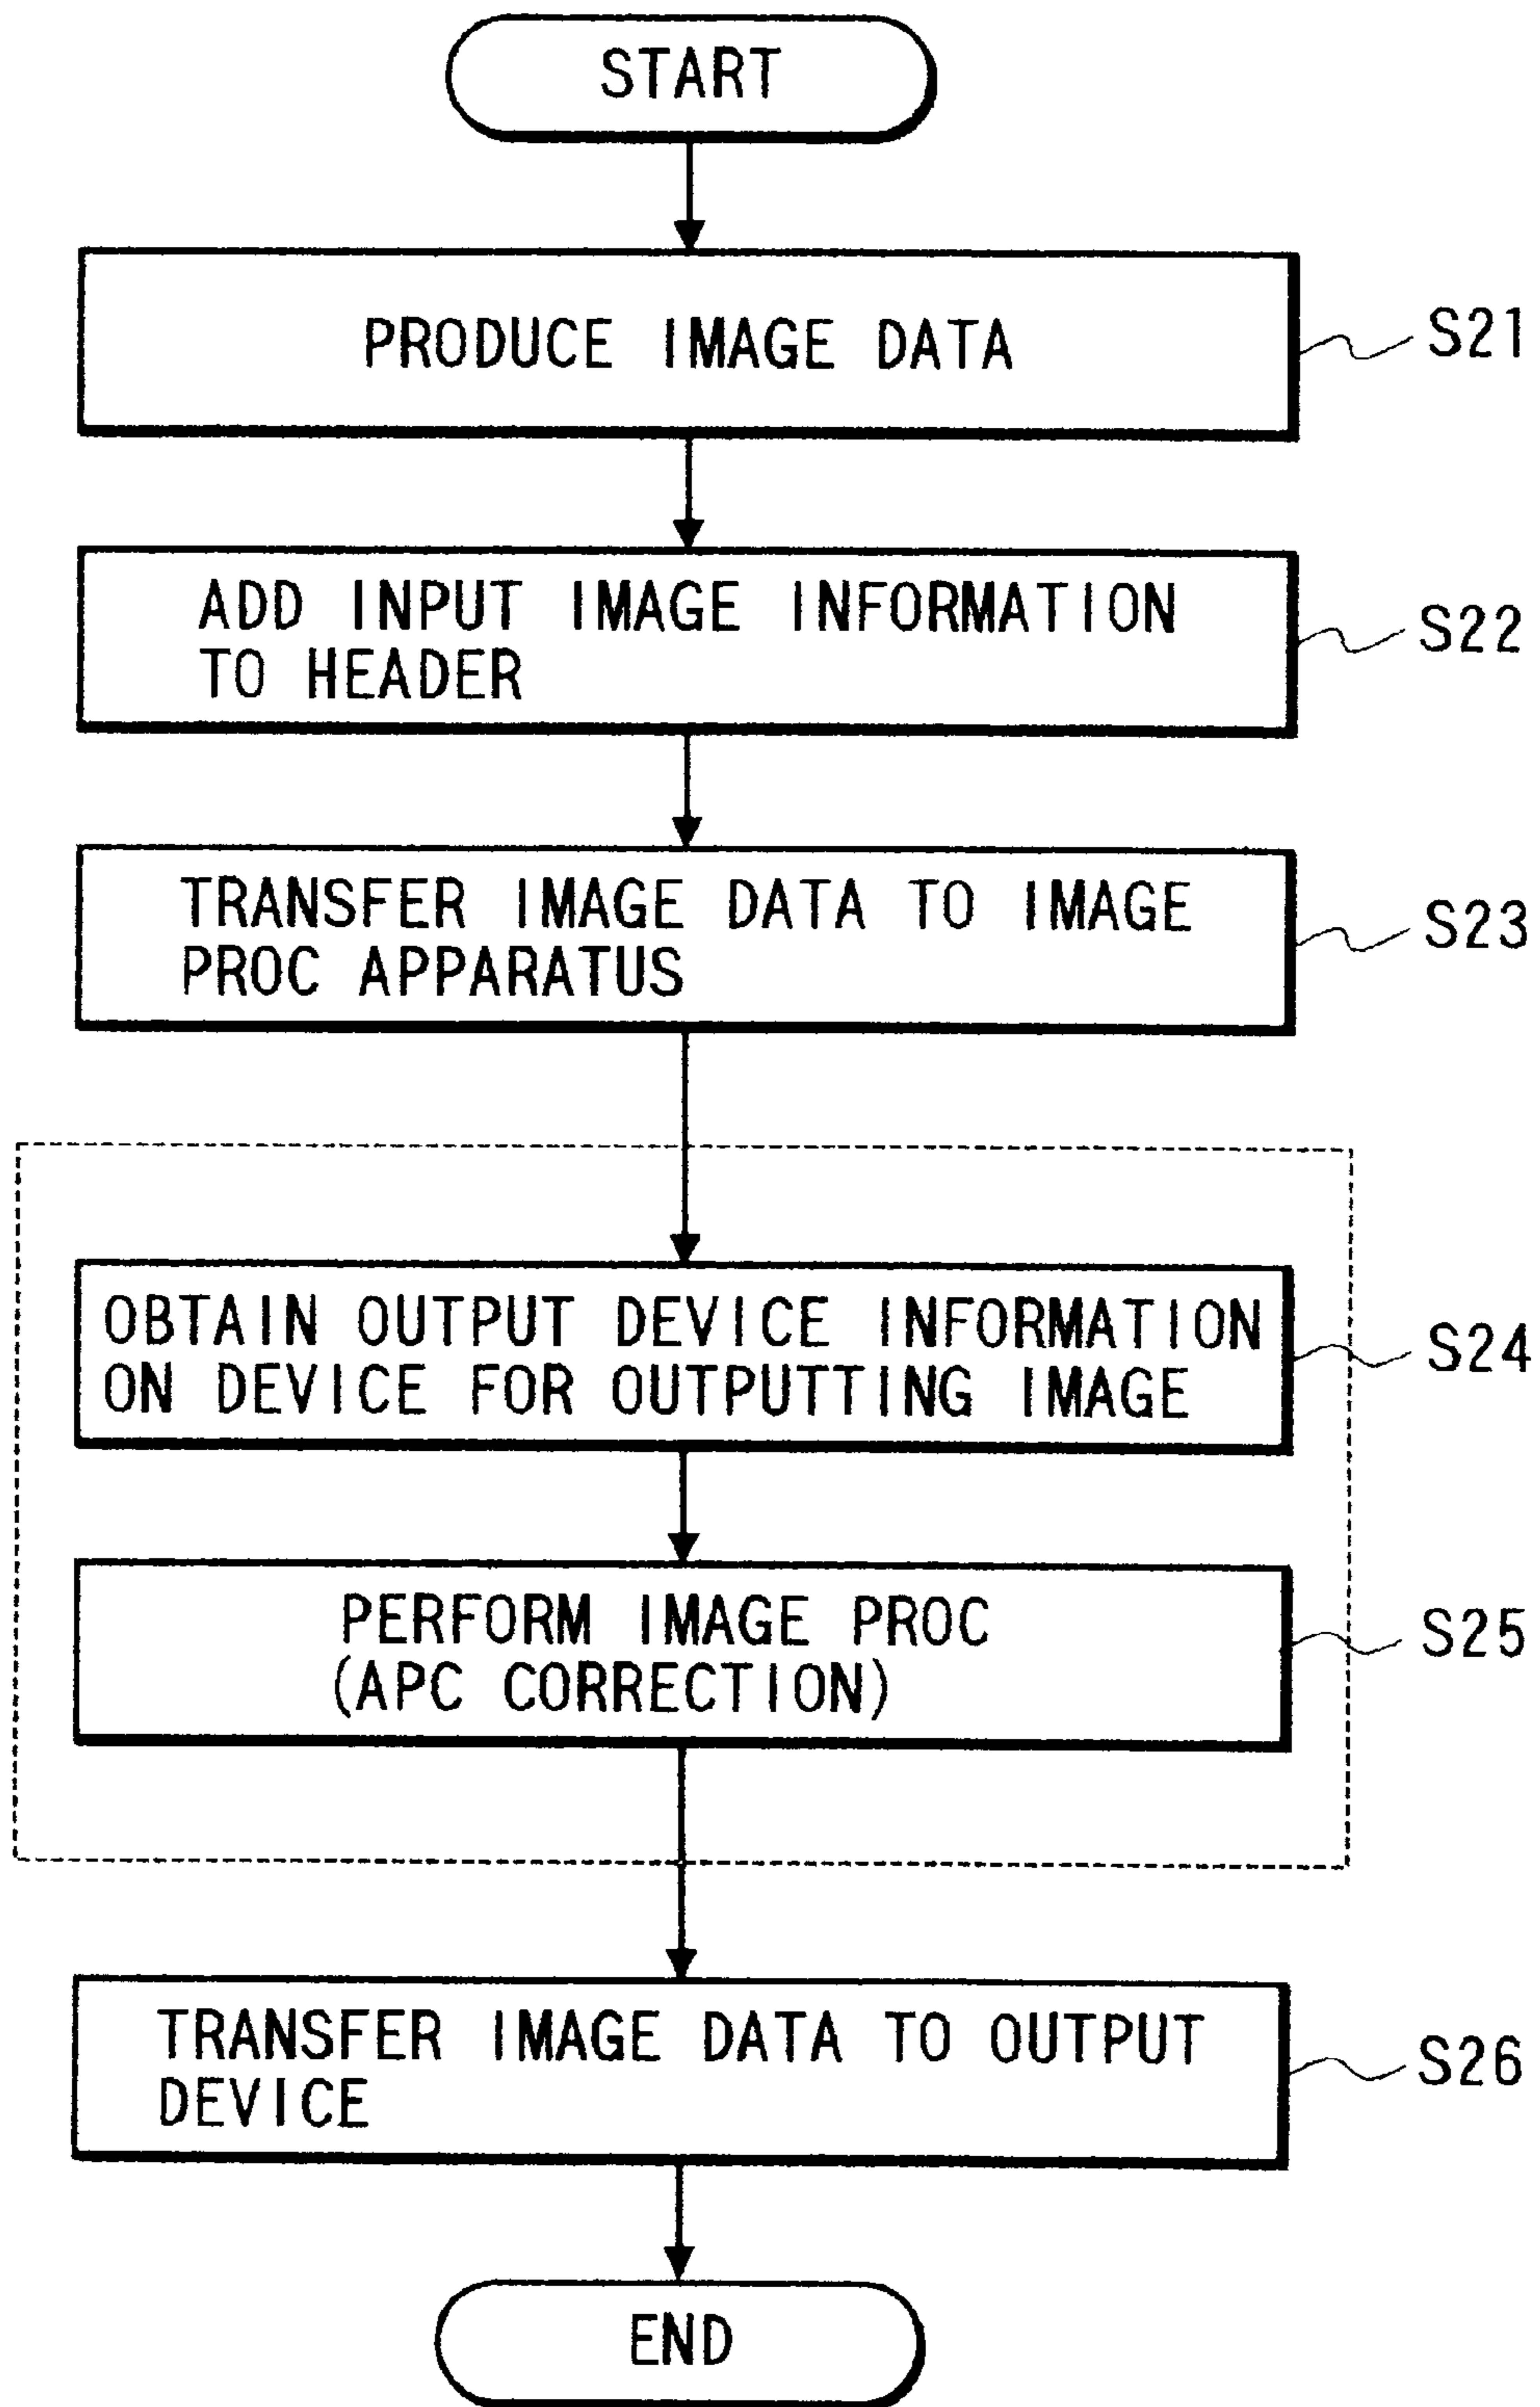 START
PRODUCE IMAGE DATA
S21
ADD INPUT IMAGE INFORMATION
TO HEADER
S22
TRANSFER IMAGE DATA TO IMAGE
PROC APPARATUS
S23
OBTAIN OUTPUT DEVICE INFORMATION
ON DEVICE FOR OUTPUTTING IMAGE
S24
PERFORM IMAGE PROC
(APC CORRECTION)
S25
TRANSFER IMAGE DATA TO OUTPUT
DEVICE
S26
END